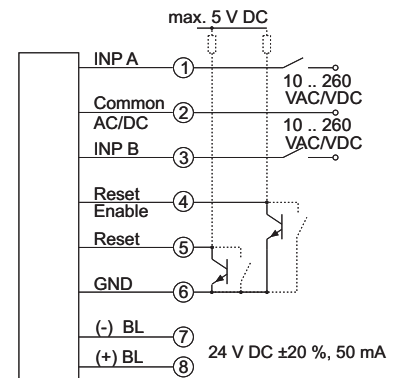 max. 5 V DC
INP A
1
10 .. 260
VAC/VDC
Common
AC/DC
2
10 .. 260
VAC/VDC
INP B
3
Reset
Enable
4
Reset
5
GND
6
(-) BL
7
24 V DC ±20 %, 50 mA
(+) BL
8